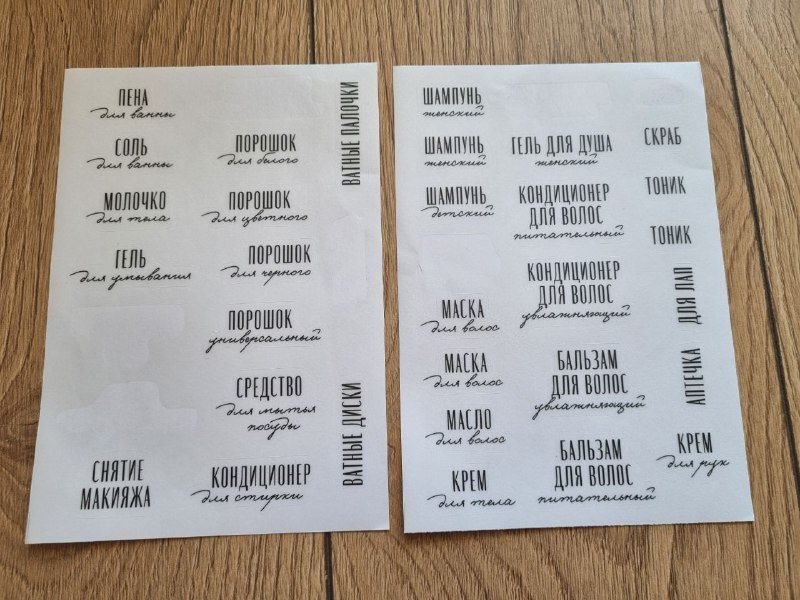 ПЕНА
для ванны
СОЛЬ
для ванны
МОЛОЧКО
для тела
ГЕЛЬ
для умывания
СНЯТИЕ
МАКИЯЖА
ПОРОШОК
для белого
ПОРОШОК
для цветного
ПОРОШОК
для черного
ПОРОШОК
универсальный
СРЕДСТВО
для мытья
посуды
КОНДИЦИОНЕР
для стирки
ВАТНЫЕ ПАЛОЧКИ
ВАТНЫЕ ДИСКИ
ШАМПУНЬ
женский
ШАМПУНЬ
женский
ШАМПУНЬ
детский
МАСКА
для волос
МАСКА
для волос
МАСЛО
для волос
КРЕМ
для тела
ГЕЛЬ ДЛЯ ДУША
женский
КОНДИЦИОНЕР
ДЛЯ ВОЛОС
питательный
КОНДИЦИОНЕР
ДЛЯ ВОЛОС
увлажняющий
БАЛЬЗАМ
ДЛЯ ВОЛОС
увлажняющий
БАЛЬЗАМ
ДЛЯ ВОЛОС
питательный
СКРАБ
ТОНИК
ТОНИК
ДЛЯ ЛАП
АПТЕЧКА
КРЕМ
для рук